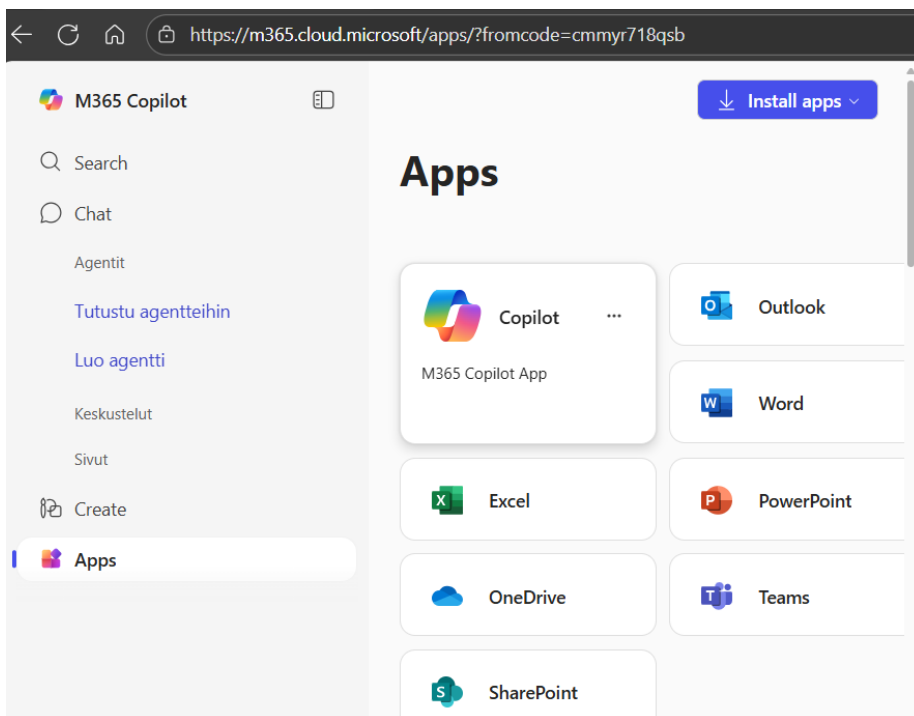 https://m365.cloud.microsoft/apps/?fromcode=cmmyr718qsb
M365 Copilot
Search
Chat
Agentit
Tutustu agentteihin
Luo agentti
Keskustelut
Sivut
Create
Apps
Install apps
Apps
Copilot
M365 Copilot App
Outlook
Word
Excel
PowerPoint
OneDrive
Teams
SharePoint